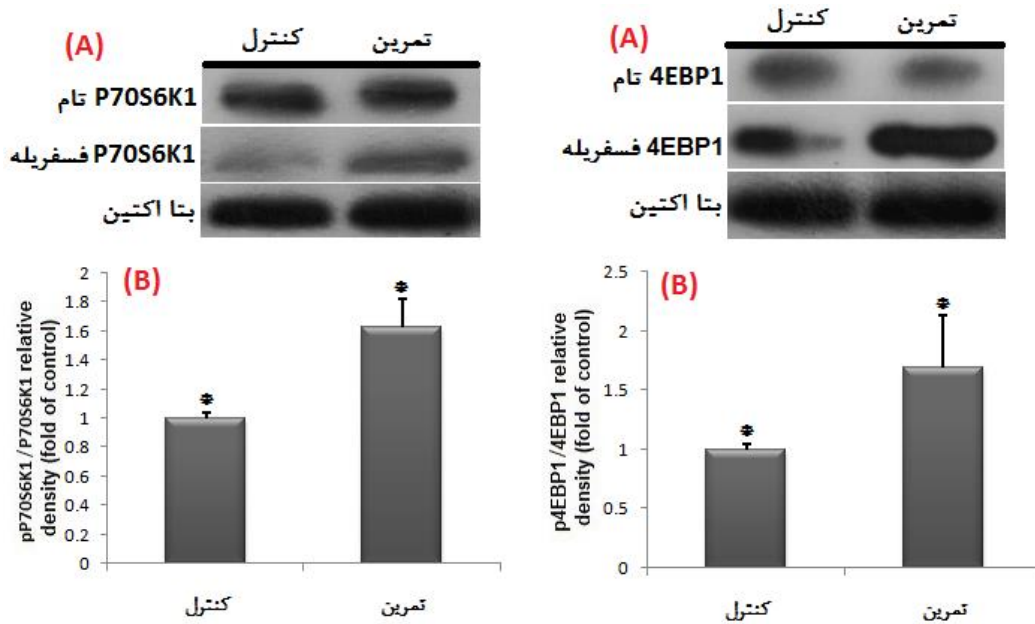 (A)
کنترل تمرین
P70S6K1 تام
P70S6K1 فسفریله
بتا اکتین
(B)
pP70S6K1/P70S6K1 relative
density (fold of control)
2
1.8
1.6
1.4
1.2
1
0.8
0.6
0.4
0.2
0
*
*
کنترل تمرین
(A)
کنترل تمرین
4EBP1 تام
4EBP1 فسفریله
بتا اکتین
(B)
p4EBP1/4EBP1 relative
density (fold of control)
2.5
2
1.5
1
0.5
0
*
*
کنترل تمرین